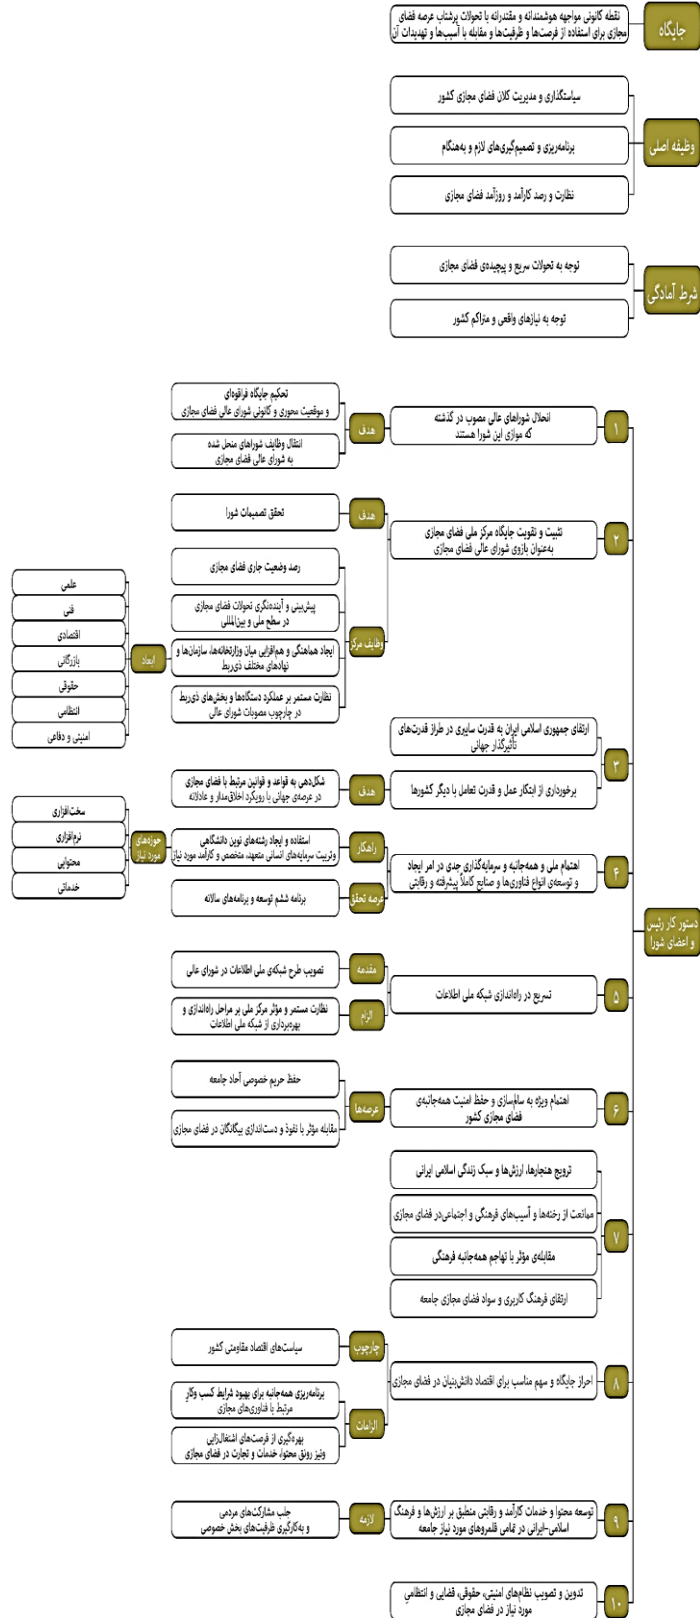 جایگاه
نقطه کانونی مواجهه هوشمندانه و مقتدرانه با تحولات پرشتاب عرصه فضای
مجازی برای استفاده از فرصت‌ها و ظرفیت‌ها و مقابله با آسیب‌ها و تهدیدات آن
وظیفه اصلی
سیاستگذاری و مدیریت کلان فضای مجازی کشور
برنامه‌ریزی و تصمیم‌گیری‌های لازم و به‌هنگام
نظارت و رصد کارآمد و روزآمد فضای مجازی
شرط آمادگی
توجه به تحولات سریع و پیچیده‌ی فضای مجازی
توجه به نیازهای واقعی و متراکم کشور
دستور کار رئیس
و اعضای شورا
۱
انحلال شوراهای عالی مصوب در گذشته
که موازی این شورا هستند
هدف
تحکیم جایگاه فراقوه‌ای
و موقعیت محوری و کانونی شورای عالی فضای مجازی
انتقال وظایف شوراهای منحل شده
به شورای عالی فضای مجازی
۲
تثبیت و تقویت جایگاه مرکز ملی فضای مجازی
به‌عنوان بازوی شورای عالی فضای مجازی
هدف
تحقق تصمیمات شورا
وظایف مرکز
رصد وضعیت جاری فضای مجازی
پیش‌بینی و آینده‌نگری تحولات فضای مجازی
در سطح ملی و بین‌المللی
ایجاد هماهنگی و هم‌افزایی میان وزارتخانه‌ها، سازمان‌ها و
نهادهای مختلف ذی‌ربط
نظارت مستمر بر عملکرد دستگاه‌ها و بخش‌های ذی‌ربط
در چارچوب مصوبات شورای عالی
ابعاد
علمی
فنی
اقتصادی
بازرگانی
حقوقی
انتظامی
امنیتی و دفاعی
۳
ارتقای جمهوری اسلامی ایران به قدرت سایبری در طراز قدرت‌های
تأثیرگذار جهانی
برخورداری از ابتکار عمل و قدرت تعامل با دیگر کشورها
هدف
شکل‌دهی به قواعد و قوانین مرتبط با فضای مجازی
در عرصه‌ی جهانی با رویکرد اخلاق‌مدار و عادلانه
۴
اهتمام ملی و همه‌جانبه و سرمایه‌گذاری جدی در امر ایجاد
و توسعه‌ی انواع فناوری‌ها و صنایع کاملاً پیشرفته و رقابتی
راهکار
استفاده و ایجاد رشته‌های نوین دانشگاهی
وتربیت سرمایه‌های انسانی متعهد، متخصص و کارآمد مورد نیاز
حوزه‌های
مورد نیاز
سخت‌افزاری
نرم‌افزاری
محتوایی
خدماتی
عرصه تحقق
برنامه ششم توسعه و برنامه‌های سالانه
۵
تسریع در راه‌اندازی شبکه ملی اطلاعات
مقدمه
تصویب طرح شبکه‌ی ملی اطلاعات در شورای عالی
الزام
نظارت مستمر و مؤثر مرکز ملی بر مراحل راه‌اندازی و
بهره‌برداری از شبکه ملی اطلاعات
۶
اهتمام ویژه به سالم‌سازی و حفظ امنیت همه‌جانبه‌ی
فضای مجازی کشور
عرصه‌ها
حفظ حریم خصوصی آحاد جامعه
مقابله مؤثر با نفوذ و دست‌اندازی بیگانگان در فضای مجازی
۷
ترویج هنجارها، ارزش‌ها و سبک زندگی اسلامی ایرانی
ممانعت از رخنه‌ها و آسیب‌های فرهنگی و اجتماعی‌در فضای مجازی
مقابله‌ی مؤثر با تهاجم همه‌جانبه فرهنگی
ارتقای فرهنگ کاربری و سواد فضای مجازی جامعه
۸
احراز جایگاه و سهم مناسب برای اقتصاد دانش‌بنیان در فضای مجازی
چارچوب
سیاست‌های اقتصاد مقاومتی کشور
الزامات
برنامه‌ریزی همه‌جانبه برای بهبود شرایط کسب وکار
مرتبط با فناوری‌های مجازی
بهره‌گیری از فرصت‌های اشتغال‌زایی
ونیز رونق محتوا، خدمات و تجارت در فضای مجازی
۹
توسعه محتوا و خدمات کارآمد و رقابتی منطبق بر ارزش‌ها و فرهنگ
اسلامی-ایرانی در تمامی قلمروهای مورد نیاز جامعه
لازمه
جلب مشارکت‌های مردمی
و به‌کارگیری ظرفیت‌های بخش خصوصی
۱۰
تدوین و تصویب نظام‌های امنیتی، حقوقی، قضایی و انتظامی
مورد نیاز در فضای مجازی